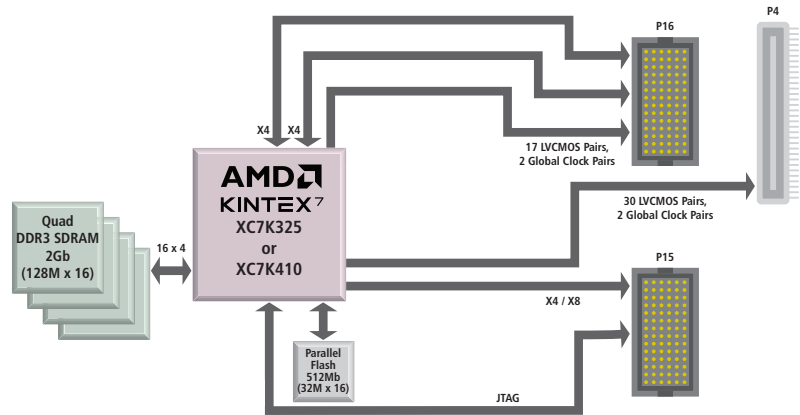 P4
P16
X4
X4
17 LVCMOS Pairs,
2 Global Clock Pairs
AMD
KINTEX 7
XC7K325
or
XC7K410
30 LVCMOS Pairs,
2 Global Clock Pairs
Quad
DDR3 SDRAM
2Gb
(128M x 16)
16 x 4
P15
X4 / X8
Parallel
Flash
512Mb
(32M x 16)
JTAG